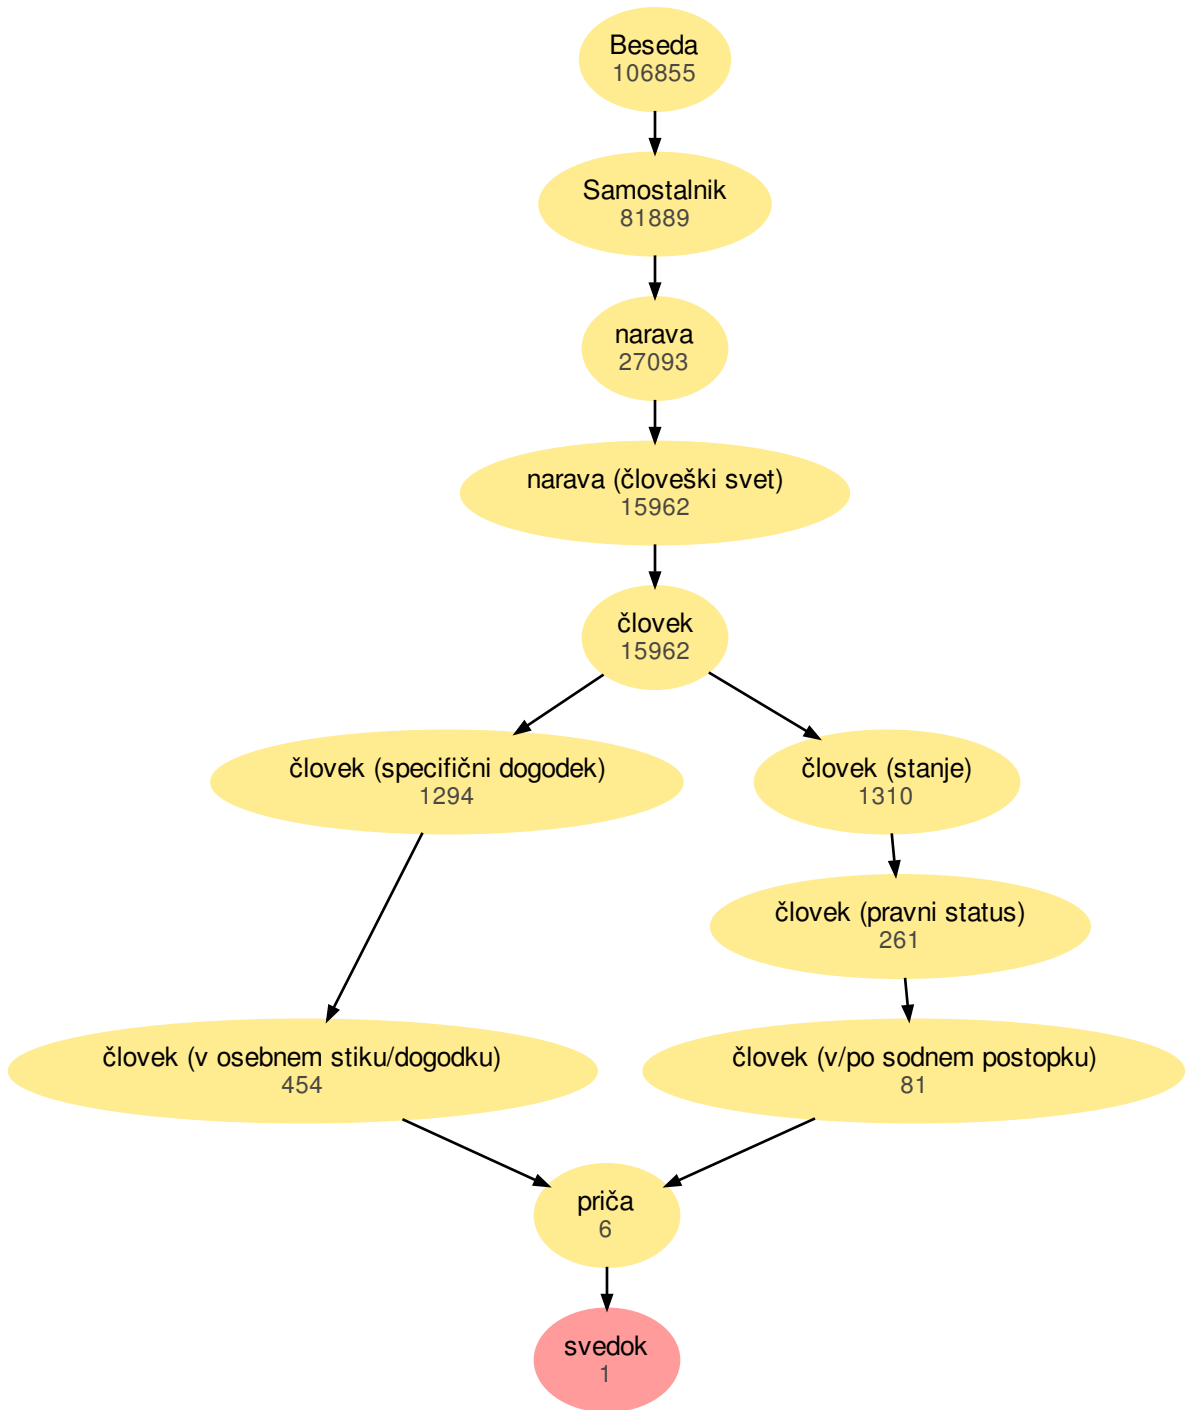 Beseda
106855
Samostalnik
81889
narava
27093
narava (človeški svet)
15962
človek
15962
človek (specifični dogodek)
1294
človek (stanje)
1310
človek (pravni status)
261
človek (v osebnem stiku/dogodku)
454
človek (v/po sodnem postopku)
81
priča
6
svedok
1